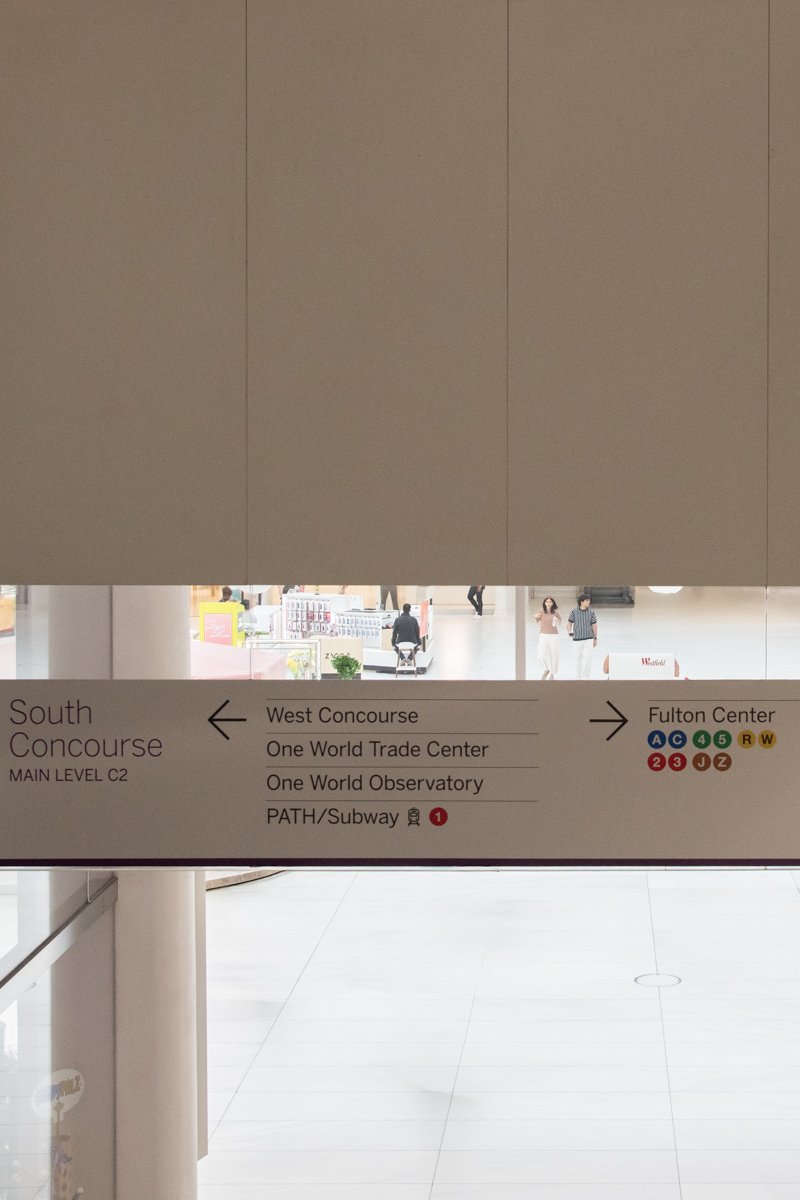 Westfield
South
Concourse
MAIN LEVEL C2
West Concourse
One World Trade Center
One World Observatory
PATH/Subway 1
Fulton Center
A C 4 5 R W
2 3 J Z